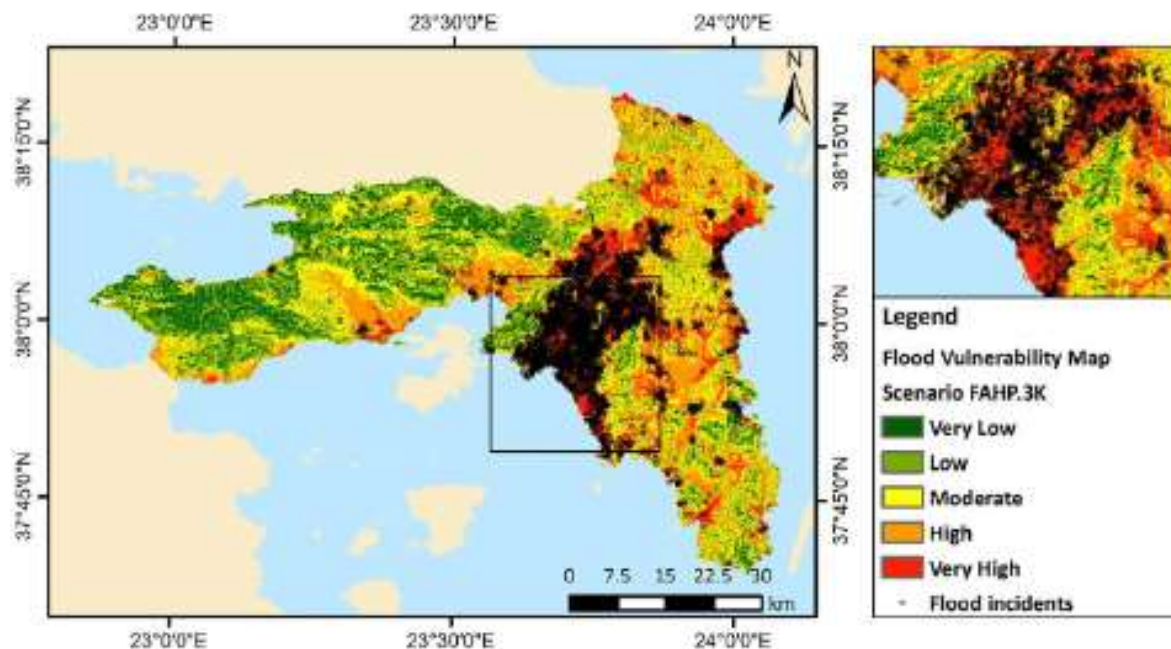 23°0'0"E 23°30'0"E 24°0'0"E
N
38°15'0"N 38°15'0"N
38°0'0"N 38°0'0"N
37°45'0"N 37°45'0"N
0 7.5 15 22.5 30
km
23°0'0"E 23°30'0"E 24°0'0"E
Legend
Flood Vulnerability Map
Scenario FAHP.3K
Very Low
Low
Moderate
High
Very High
Flood incidents